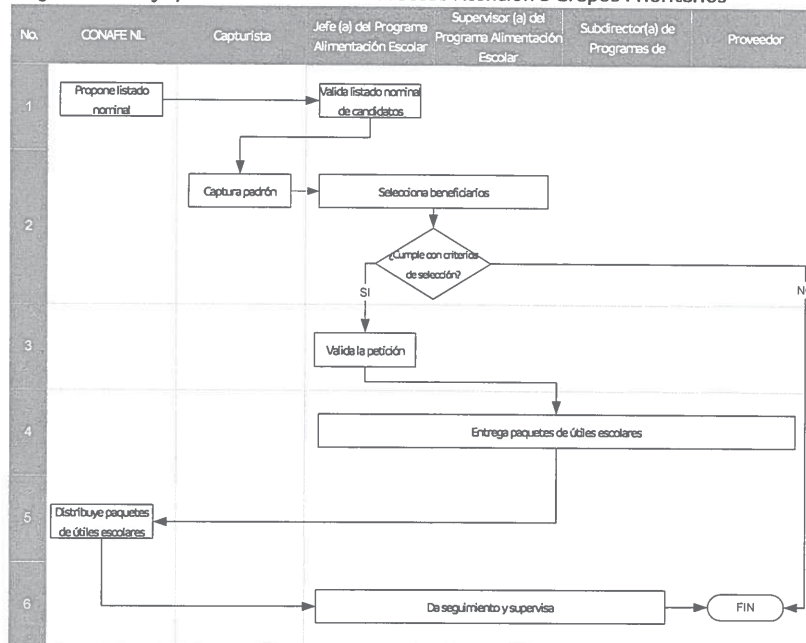 Atención a Grupos Prioritarios
No. CONAFE NL Capturista Jefe (a) del Programa Alimentación Escolar Supervisor (a) del Programa Alimentación Escolar Subdirector(a) de Programas de Proveedor
1
Propone listado
nominal
Valida listado nominal
de candidatos
2
Captura padrón
Selecciona beneficiarios
¿Cumple con criterios
de selección?
SI
NO
3
Valida la petición
4
Entrega paquetes de útiles escolares
5
Distribuye paquetes
de útiles escolares
6
Da seguimiento y supervisa
FIN